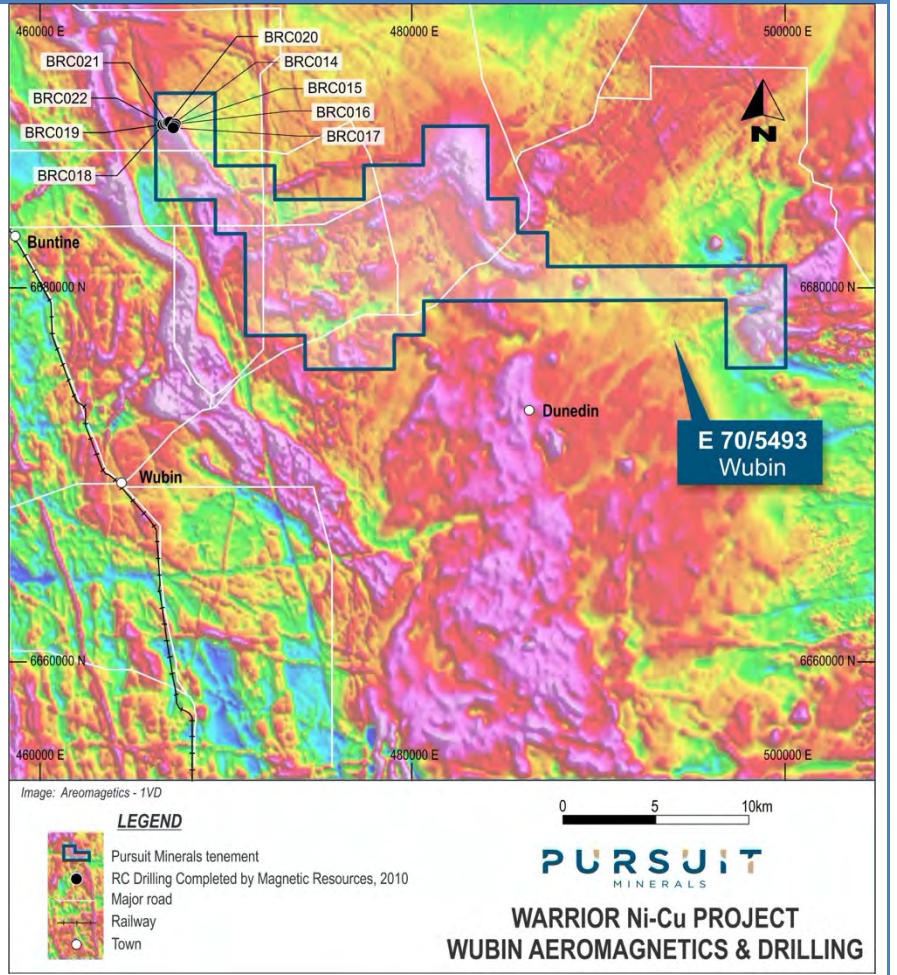 460000 E
480000 E
500000 E
BRC020
BRC021
BRC014
BRC015
BRC022
BRC016
BRC019
BRC017
BRC018
N
Buntine
6680000 N
6680000 N
Dunedin
E 70/5493
Wubin
Wubin
6660000 N
6660000 N
460000 E
480000 E
500000 E
Image: Areomagetics - 1VD
LEGEND
Pursuit Minerals tenement
RC Drilling Completed by Magnetic Resources, 2010
Major road
Railway
Town
0 5 10km
PURSUIT
MINERALS
WARRIOR Ni-Cu PROJECT
WUBIN AEROMAGNETICS & DRILLING